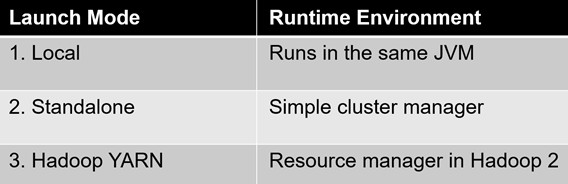 Launch Mode Runtime Environment
1. Local Runs in the same JVM
2. Standalone Simple cluster manager
3. Hadoop YARN Resource manager in Hadoop 2